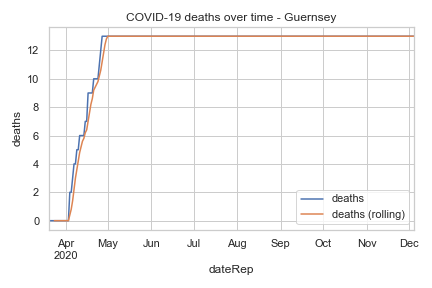 COVID-19 deaths over time - Guernsey
deaths
12
10
8
6
4
2
0
Apr
2020
May
Jun
Jul
Aug
Sep
Oct
Nov
Dec
dateRep
deaths
deaths (rolling)